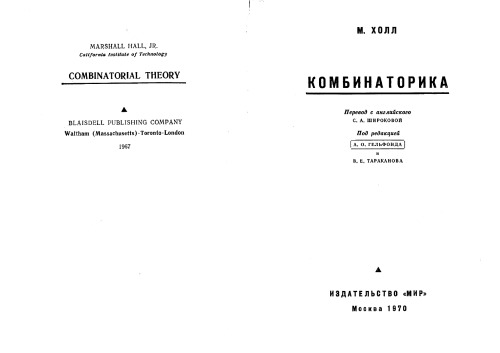 MARSHALL HALL, JR.
California Institute of Technology
COMBINATORIAL THEORY
BLAISDELL PUBLISHING COMPANY
Waltham (Massachusetts)-Toronto-London
1967
М. ХОЛЛ
КОМБИНАТОРИКА
Перевод с английского
С. А. ШИРОКОВОЙ
Под редакцией
А. О. ГЕЛЬФОНДА
и
В. Е. ТАРАКАНОВА
ИЗДАТЕЛЬСТВО «МИР»
Москва 1970